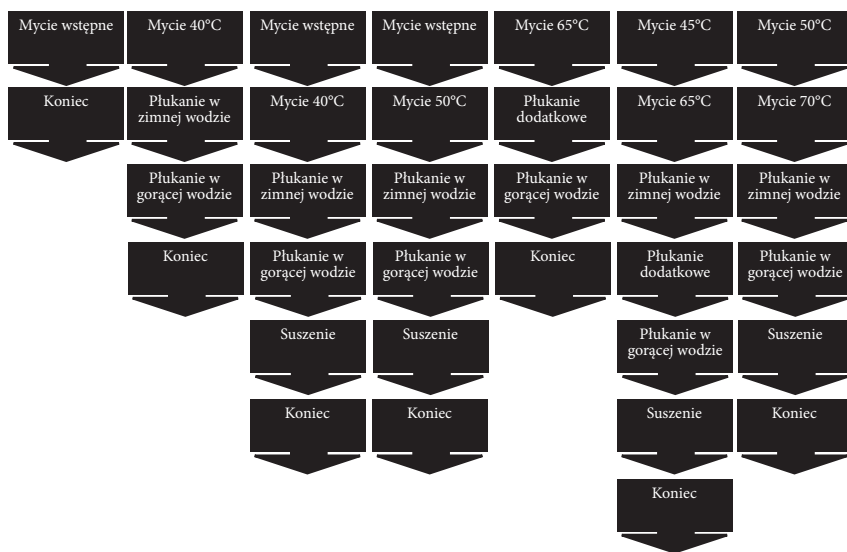 Mycie wstępne
Koniec
Mycie 40°C
Płukanie w
zimnej wodzie
Płukanie w
gorącej wodzie
Koniec
Mycie wstępne
Mycie 40°C
Płukanie w
zimnej wodzie
Płukanie w
gorącej wodzie
Suszenie
Koniec
Mycie wstępne
Mycie 50°C
Płukanie w
zimnej wodzie
Płukanie w
gorącej wodzie
Suszenie
Koniec
Mycie 65°C
Płukanie
dodatkowe
Płukanie w
gorącej wodzie
Koniec
Mycie 45°C
Mycie 65°C
Płukanie w
zimnej wodzie
Płukanie
dodatkowe
Płukanie w
gorącej wodzie
Suszenie
Koniec
Mycie 50°C
Mycie 70°C
Płukanie w
zimnej wodzie
Płukanie w
gorącej wodzie
Suszenie
Koniec